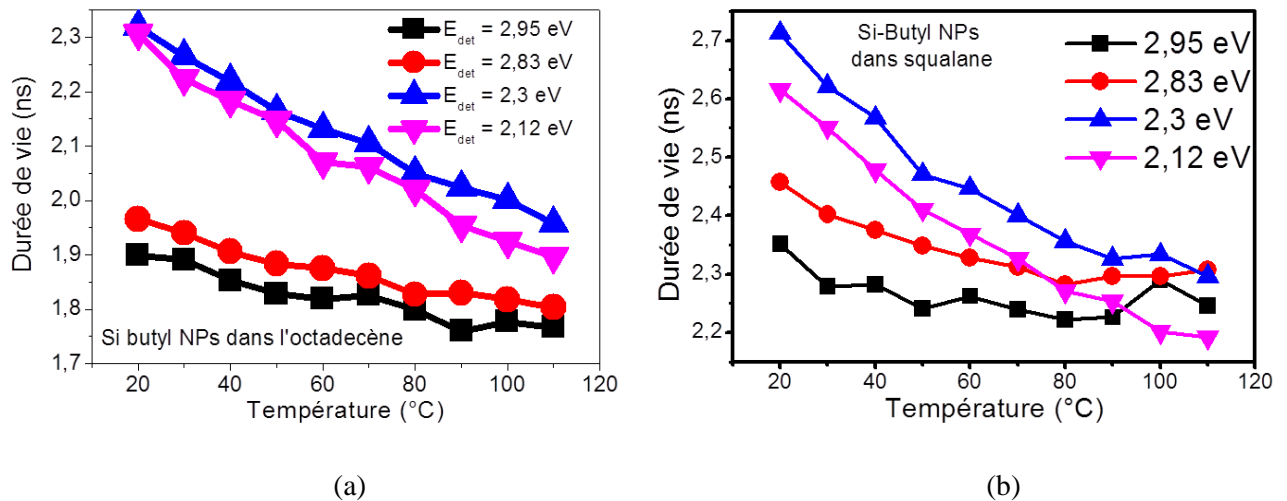 2,3
2,2
2,1
2,0
1,9
1,8
1,7
Durée de vie (ns)
E det = 2,95 eV
E det = 2,83 eV
E det = 2,3 eV
E det = 2,12 eV
Si butyl NPs dans l'octadecène
20 40 60 80 100 120
Température (°C)
(a)
2,7
2,6
2,5
2,4
2,3
2,2
Durée de vie (ns)
Si-Butyl NPs
dans squalane
2,95 eV
2,83 eV
2,3 eV
2,12 eV
20 40 60 80 100 120
Température (°C)
(b)